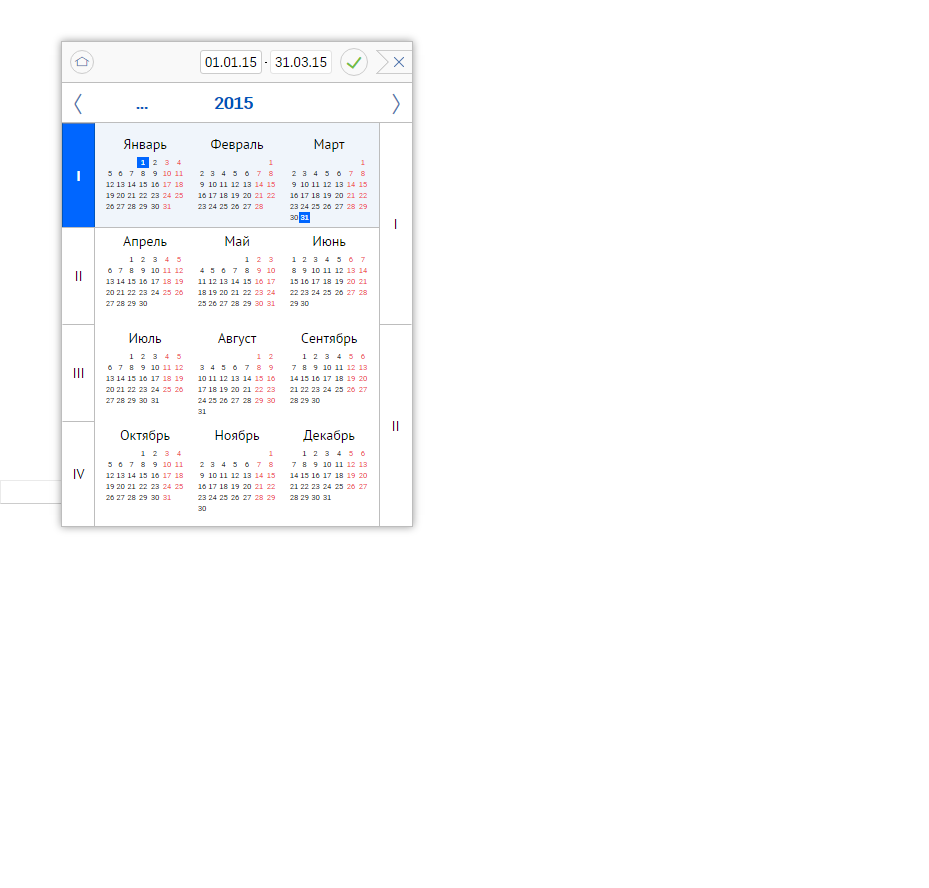 01.01.15 - 31.03.15
... 2015
I
Январь Февраль Март
1 2 3 4 1 1
5 6 7 8 9 10 11 2 3 4 5 6 7 8 2 3 4 5 6 7 8
12 13 14 15 16 17 18 9 10 11 12 13 14 15 9 10 11 12 13 14 15
19 20 21 22 23 24 25 16 17 18 19 20 21 22 16 17 18 19 20 21 22
26 27 28 29 30 31 23 24 25 26 27 28 23 24 25 26 27 28 29
30 31
I
II
Апрель Май Июнь
1 2 3 4 5 1 2 3 1 2 3 4 5 6 7
6 7 8 9 10 11 12 4 5 6 7 8 9 10 8 9 10 11 12 13 14
13 14 15 16 17 18 19 11 12 13 14 15 16 17 15 16 17 18 19 20 21
20 21 22 23 24 25 26 18 19 20 21 22 23 24 22 23 24 25 26 27 28
27 28 29 30 25 26 27 28 29 30 31 29 30
III
Июль Август Сентябрь
1 2 3 4 5 1 2 1 2 3 4 5 6
6 7 8 9 10 11 12 3 4 5 6 7 8 9 7 8 9 10 11 12 13
13 14 15 16 17 18 19 10 11 12 13 14 15 16 14 15 16 17 18 19 20
20 21 22 23 24 25 26 17 18 19 20 21 22 23 21 22 23 24 25 26 27
27 28 29 30 31 24 25 26 27 28 29 30 28 29 30
31
II
IV
Октябрь Ноябрь Декабрь
1 2 3 4 1 1 2 3 4 5 6
5 6 7 8 9 10 11 2 3 4 5 6 7 8 7 8 9 10 11 12 13
12 13 14 15 16 17 18 9 10 11 12 13 14 15 14 15 16 17 18 19 20
19 20 21 22 23 24 25 16 17 18 19 20 21 22 21 22 23 24 25 26 27
26 27 28 29 30 31 23 24 25 26 27 28 29 28 29 30 31
30